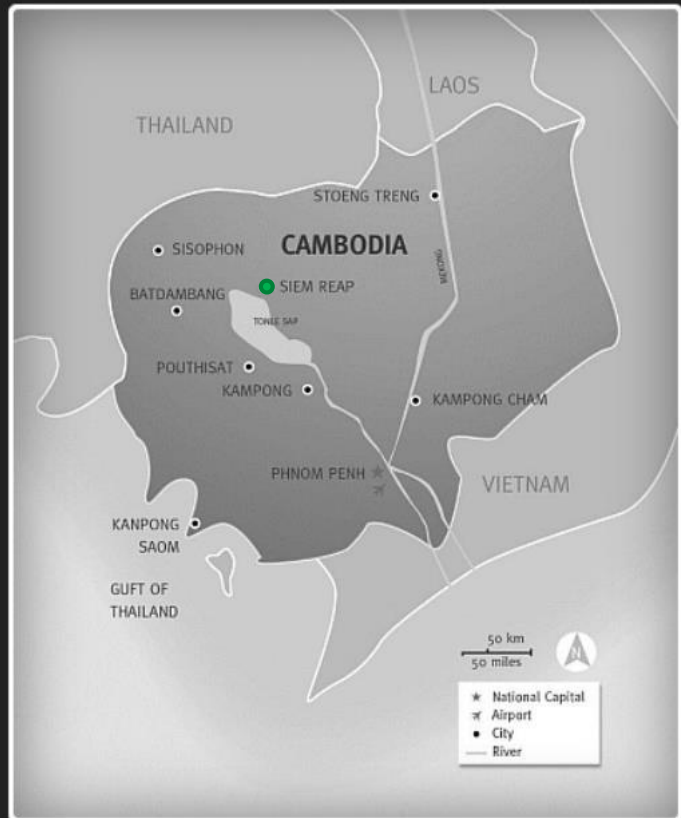 LAOS
THAILAND
STOENG TRENG
SISOPHON
CAMBODIA
MEKONG
SIEM REAP
BATDAMBANG
TONLE SAP
POUTHISAT
KAMPONG
KAMPONG CHAM
PHNOM PENH
VIETNAM
KANPONG
SAOM
GUFT OF
THAILAND
50 km
50 miles
N
National Capital
Airport
City
River